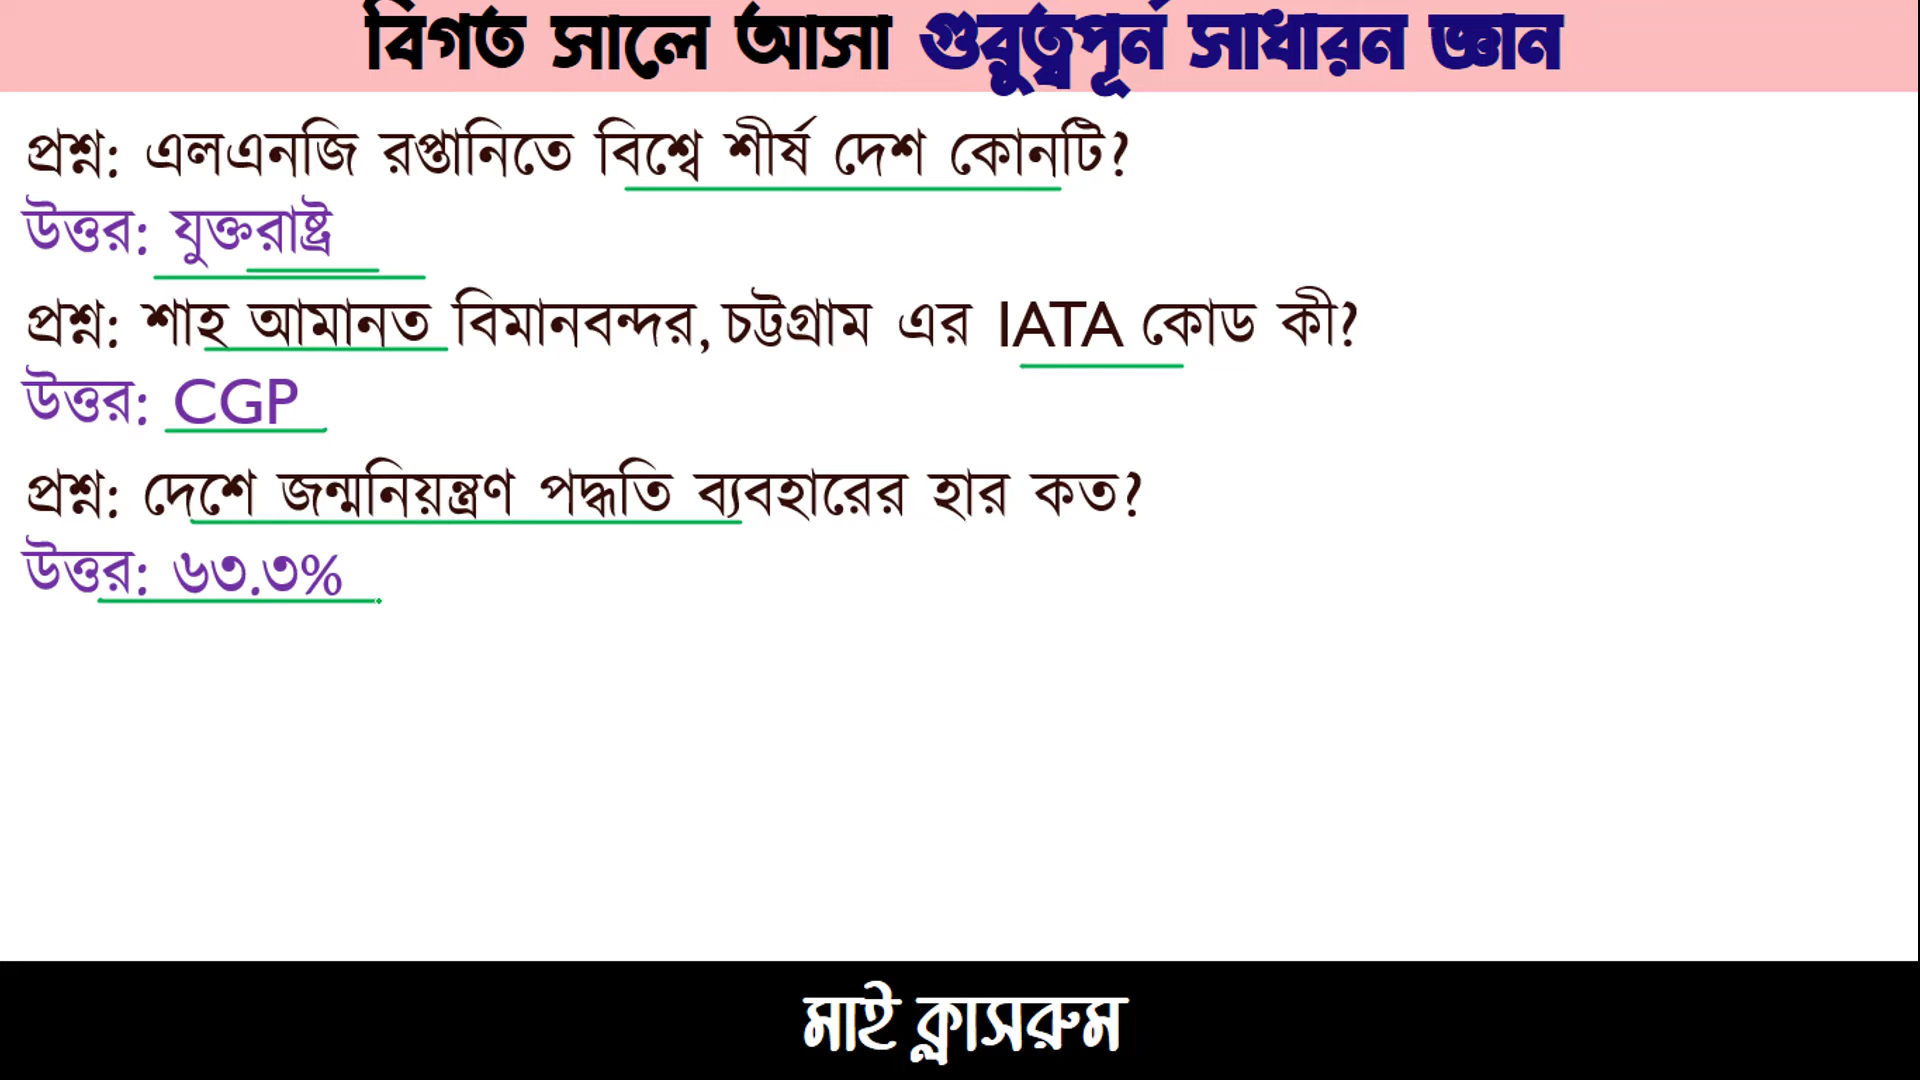 বিগত সালে আসা গুরুত্বপূর্ন সাধারন জ্ঞান
প্রশ্ন: এলএনজি রপ্তানিতে বিশ্বে শীর্ষ দেশ কোনটি?
উত্তর: যুক্তরাষ্ট্র
প্রশ্ন: শাহ আমানত বিমানবন্দর, চট্টগ্রাম এর IATA কোড কী?
উত্তর: CGP
প্রশ্ন: দেশে জন্মনিয়ন্ত্রণ পদ্ধতি ব্যবহারের হার কত?
উত্তর: ৬৩.৩%
মাই ক্লাসরুম